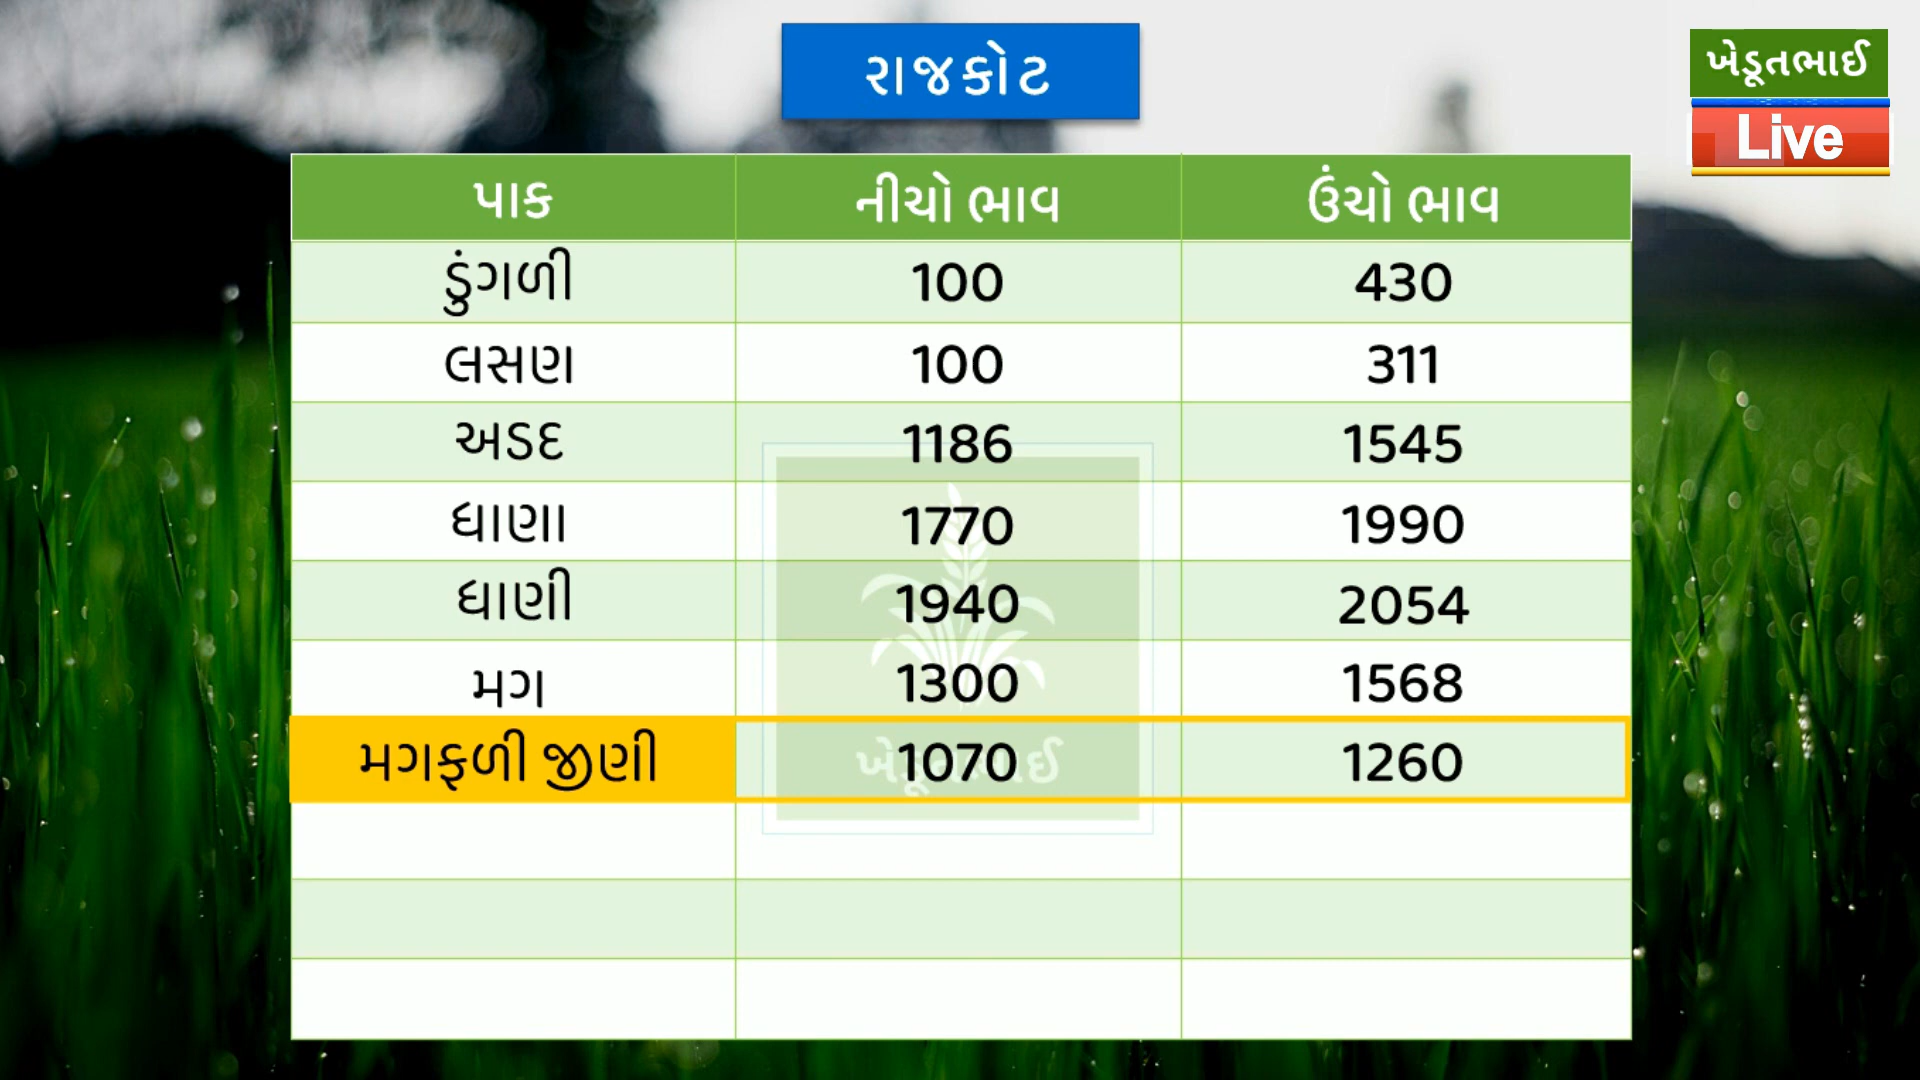 રાજકોટ
ખેડૂતભાઈ
Live
પાક નીચો ભાવ ઉંચો ભાવ
ડુંગળી 100 430
લસણ 100 311
અડદ 1186 1545
ધાણા 1770 1990
ધાણી 1940 2054
મગ 1300 1568
મગફળી જીણી 1070 1260
ખેડૂતભાઈ